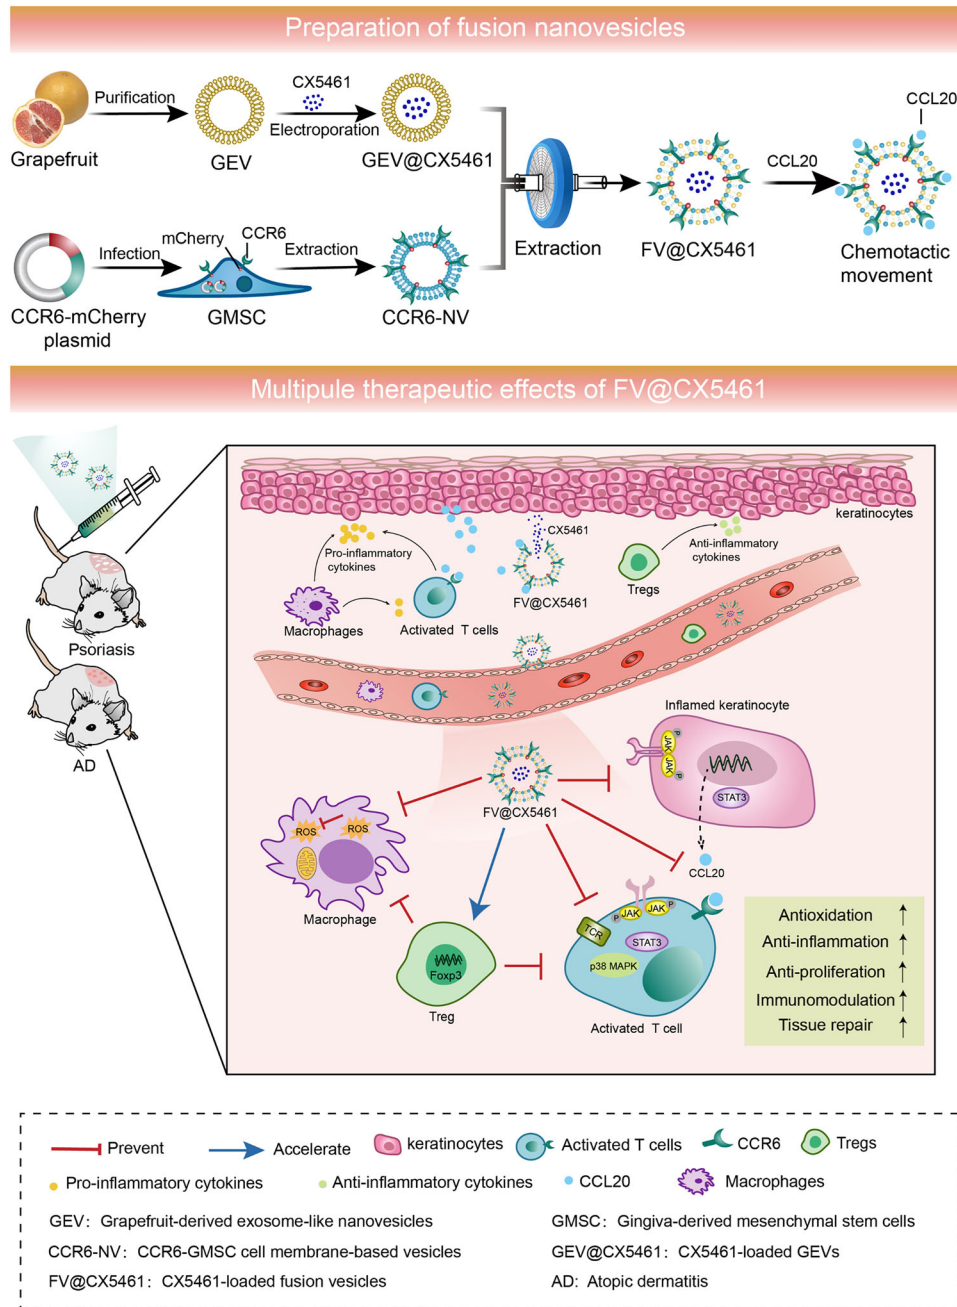 Preparation of fusion nanovesicles
CCL20
CX5461
Purification
Electroporation
Grapefruit
GEV
GEV@CX5461
CCL20
mCherry
CCR6
Infection
Extraction
Extraction
FV@CX5461
Chemotactic
movement
CCR6-mCherry
plasmid
GMSC
CCR6-NV
Multipule therapeutic effects of FV@CX5461
keratinocytes
CX5461
Pro-inflammatory
cytokines
Anti-inflammatory
cytokines
Tregs
FV@CX5461
Macrophages
Activated T cells
Psoriasis
AD
Inflamed keratinocyte
P
JAK
JAK
P
STAT3
FV@CX5461
ROS
ROS
CCL20
Macrophage
P
JAK
JAK
P
TCR
STAT3
p38 MAPK
Foxp3
Treg
Activated T cell
Antioxidation ↑
Anti-inflammation ↑
Anti-proliferation ↑
Immunomodulation ↑
Tissue repair ↑
Prevent
Accelerate
keratinocytes
Activated T cells
CCR6
Tregs
Pro-inflammatory cytokines
Anti-inflammatory cytokines
CCL20
Macrophages
GEV: Grapefruit-derived exosome-like nanovesicles
GMSC: Gingiva-derived mesenchymal stem cells
CCR6-NV: CCR6-GMSC cell membrane-based vesicles
GEV@CX5461: CX5461-loaded GEVs
FV@CX5461: CX5461-loaded fusion vesicles
AD: Atopic dermatitis